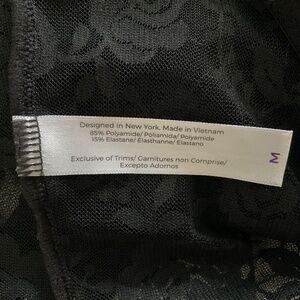 Designed in New York. Made in Vietnam
85% Polyamide/ Poliamida/ Polyamide
15% Elastane/ Elasthanne/ Elastano
Exclusive of Trims/ Garnitures non Comprise/
Excepto Adornos
M